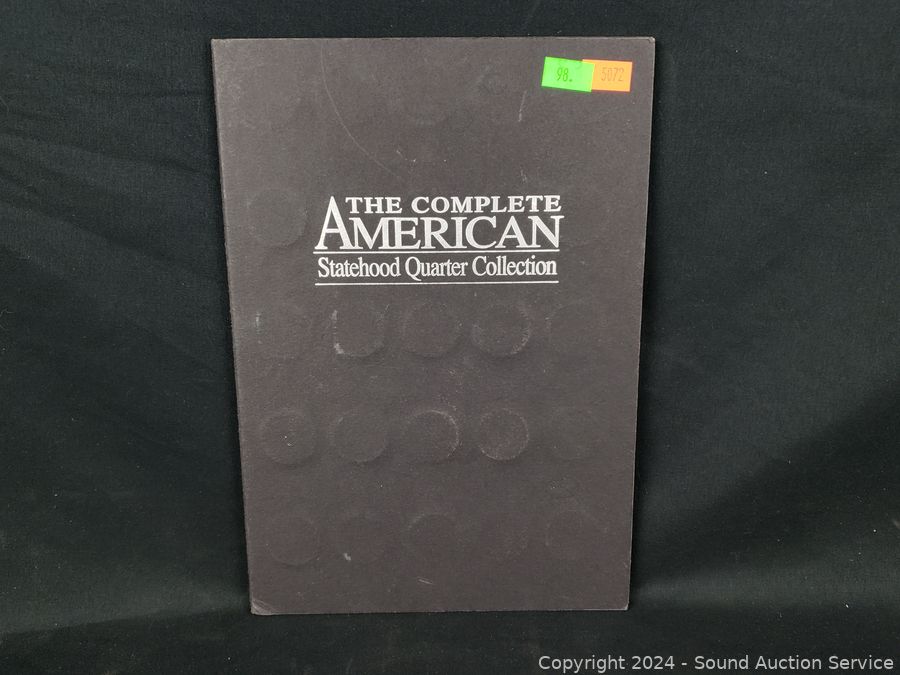 98.
5072
THE COMPLETE
AMERICAN
Statehood Quarter Collection
Copyright 2024 - Sound Auction Service